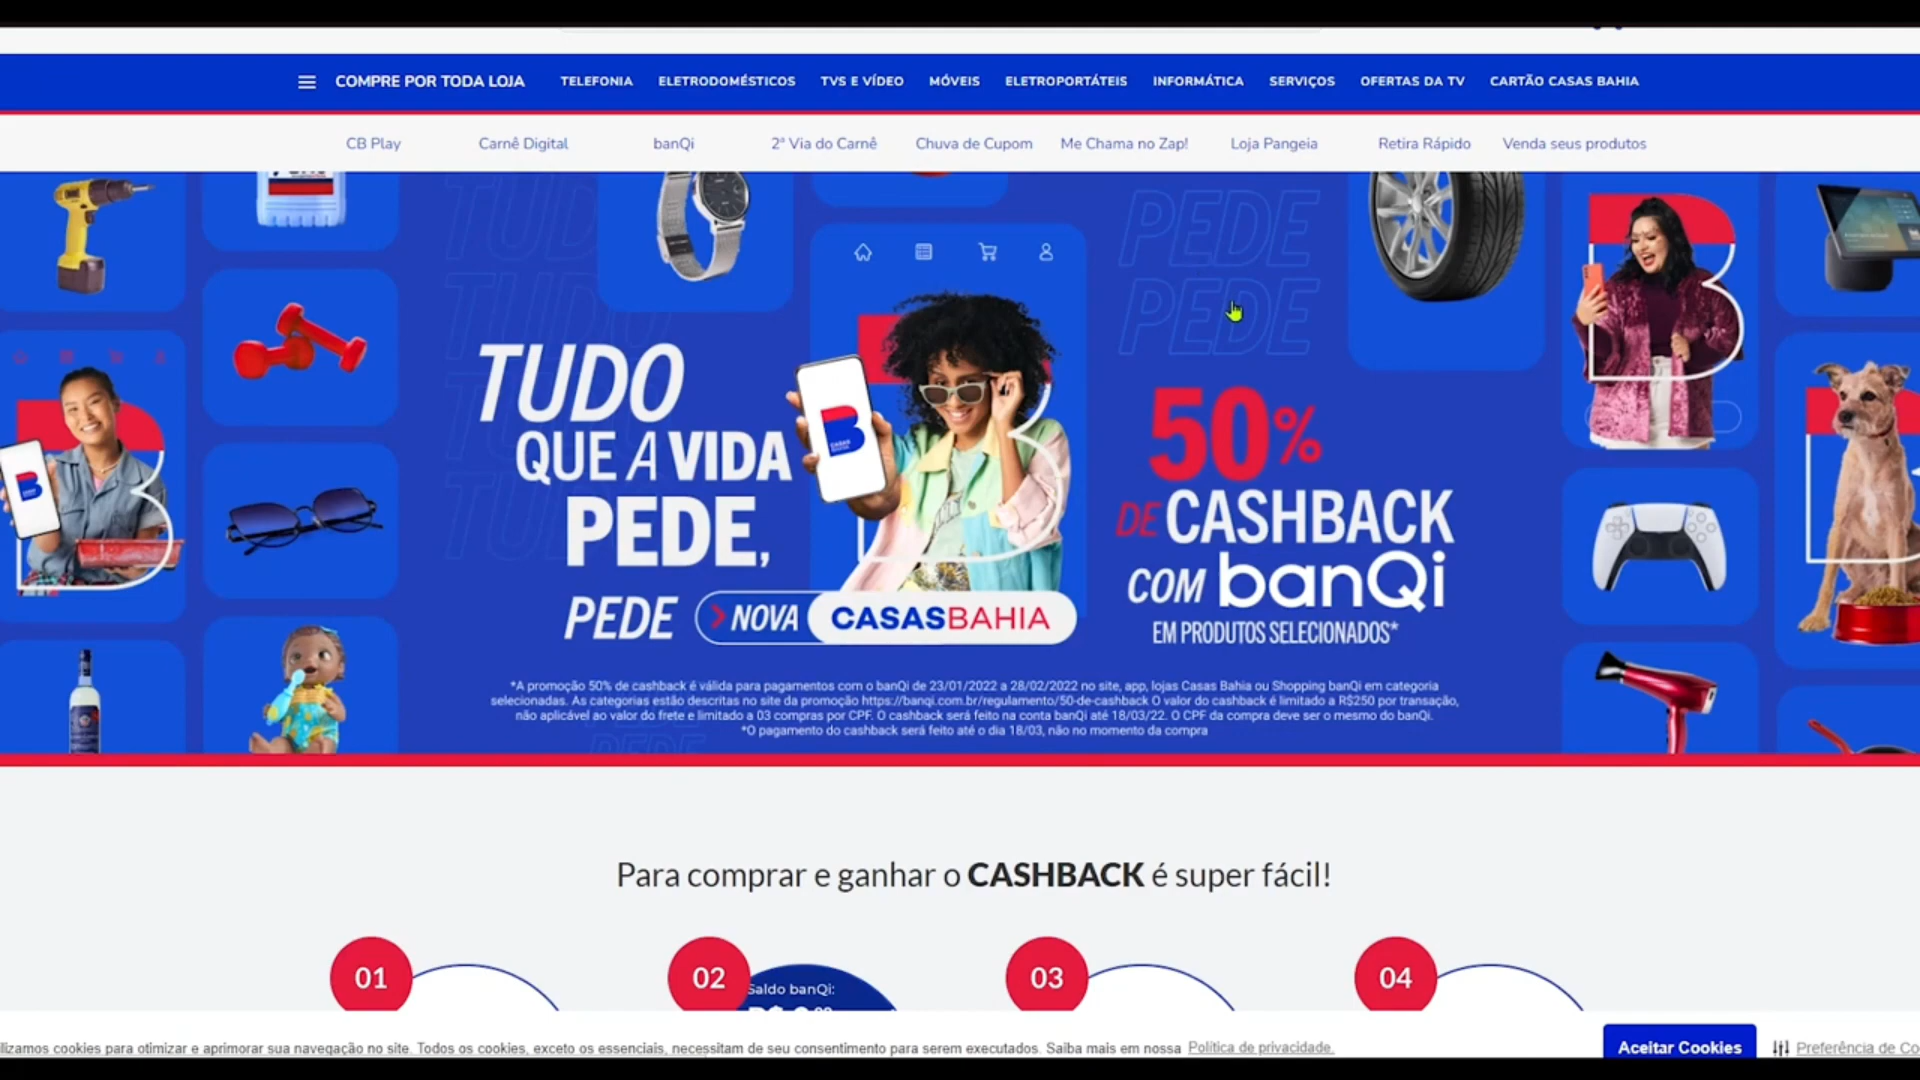 COMPRE POR TODA LOJA TELEFONIA ELETRODOMÉSTICOS TVS E VÍDEO MÓVEIS ELETROPORTÁTEIS INFORMÁTICA SERVIÇOS OFERTAS DA TV CARTÃO CASAS BAHIA
CB Play Carnê Digital banQi 2ª Via do Carnê Chuva de Cupom Me Chama no Zap! Loja Pangeia Retira Rápido Venda seus produtos
TUDO
TUDO
PEDE
PEDE
TUDO
QUE A VIDA
PEDE,
PEDE > NOVA CASASBAHIA
50%
DE CASHBACK
COM banQi
EM PRODUTOS SELECIONADOS*
*A promoção 50% de cashback é válida para pagamentos com o banQi de 23/01/2022 a 28/02/2022 no site, app, lojas Casas Bahia ou Shopping banQi em categoria
selecionadas. As categorias estão descritas no site da promoção https://banqi.com.br/regulamento/50-de-cashback O valor do cashback é limitado a R$250 por transação,
não aplicável ao valor do frete e limitado a 03 compras por CPF. O cashback será feito na conta banQi até 18/03/22. O CPF da compra deve ser o mesmo do banQi.
*O pagamento do cashback será feito até o dia 18/03, não no momento da compra
PEDE
Para comprar e ganhar o CASHBACK é super fácil!
01 02 03 04
Saldo banQi:
lizamos cookies para otimizar e aprimorar sua navegação no site. Todos os cookies, exceto os essenciais, necessitam de seu consentimento para serem executados. Saiba mais em nossa Política de privacidade.
Aceitar Cookies Preferência de Co